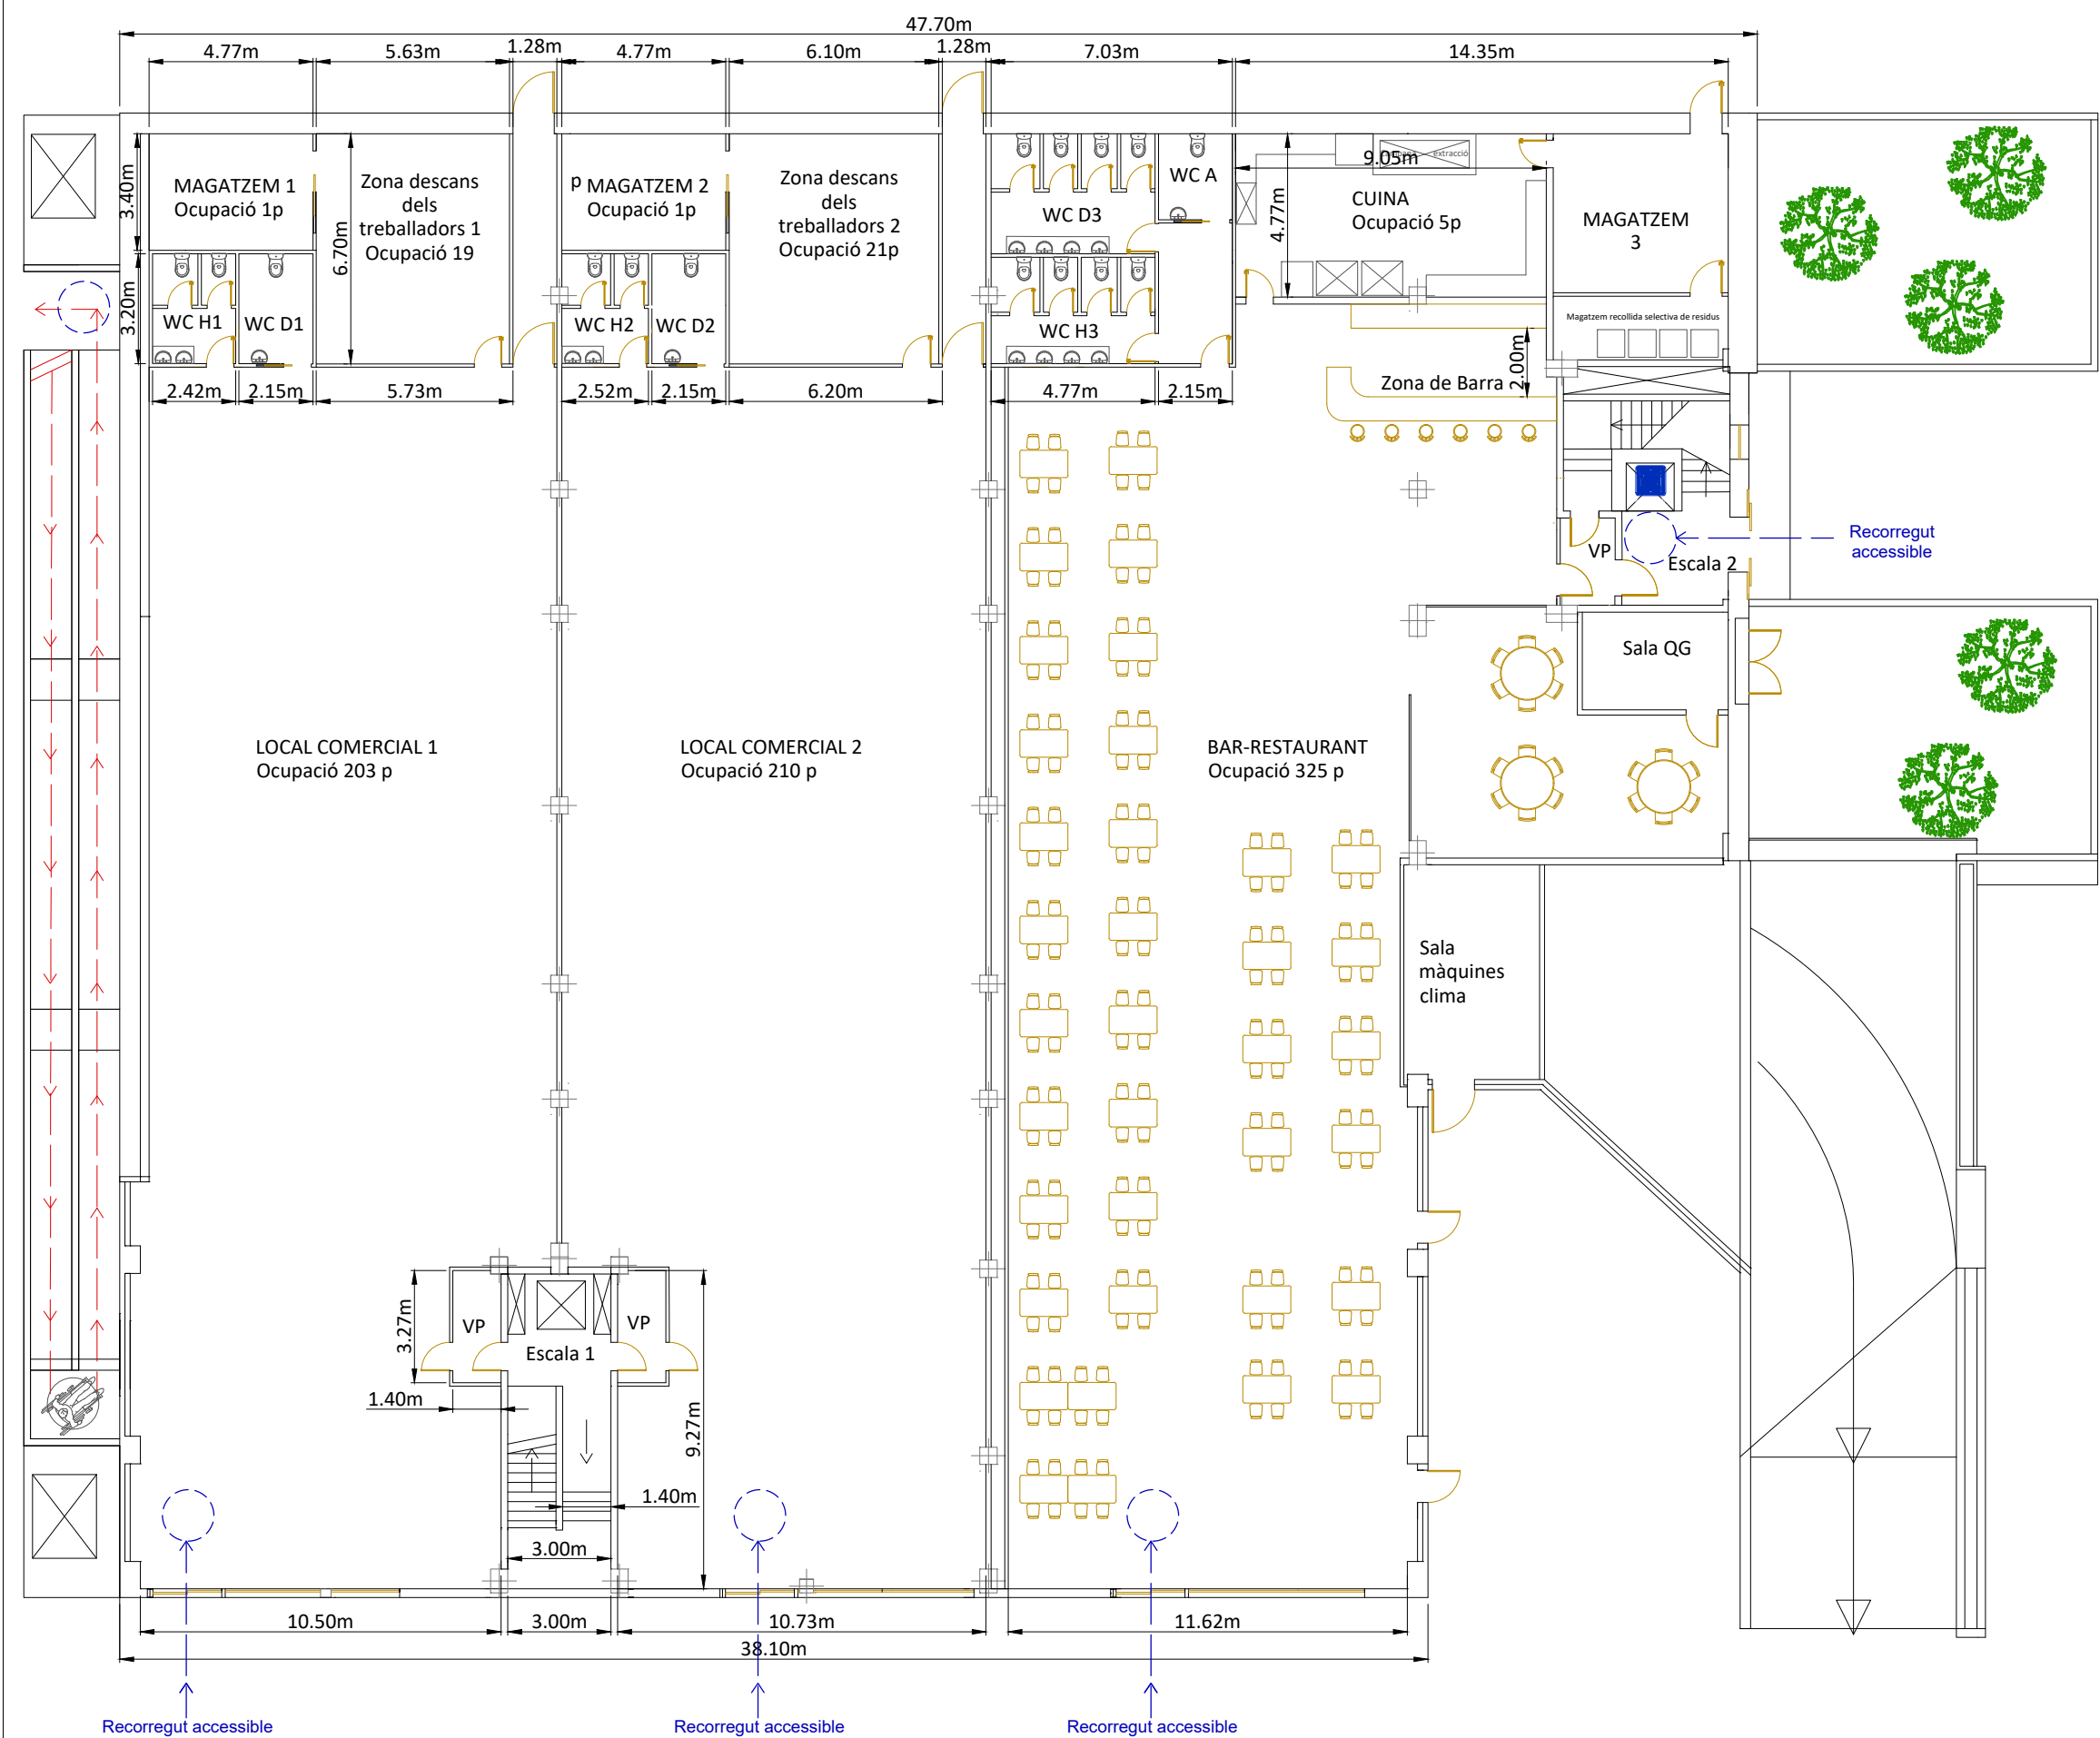 47.70m
4.77m
5.63m
1.28m
4.77m
6.10m
1.28m
7.03m
14.35m
3.40m
MAGATZEM 1
Ocupació 1p
6.70m
Zona descans
dels
treballadors 1
Ocupació 19
p
MAGATZEM 2
Ocupació 1p
Zona descans
dels
treballadors 2
Ocupació 21p
WC D3
WC A
extracció
9.05m
4.77m
CUINA
Ocupació 5p
MAGATZEM
3
3.20m
WC H1
WC D1
WC H2
WC D2
WC H3
Magatzem recollida selectiva de residus
2.00m
Zona de Barra
2.42m
2.15m
5.73m
2.52m
2.15m
6.20m
4.77m
2.15m
Recorregut
accessible
VP
Escala 2
Sala QG
LOCAL COMERCIAL 1
Ocupació 203 p
LOCAL COMERCIAL 2
Ocupació 210 p
BAR-RESTAURANT
Ocupació 325 p
Sala
màquines
clima
3.27m
VP
Escala 1
VP
1.40m
9.27m
1.40m
3.00m
10.50m
3.00m
10.73m
11.62m
38.10m
Recorregut accessible
Recorregut accessible
Recorregut accessible